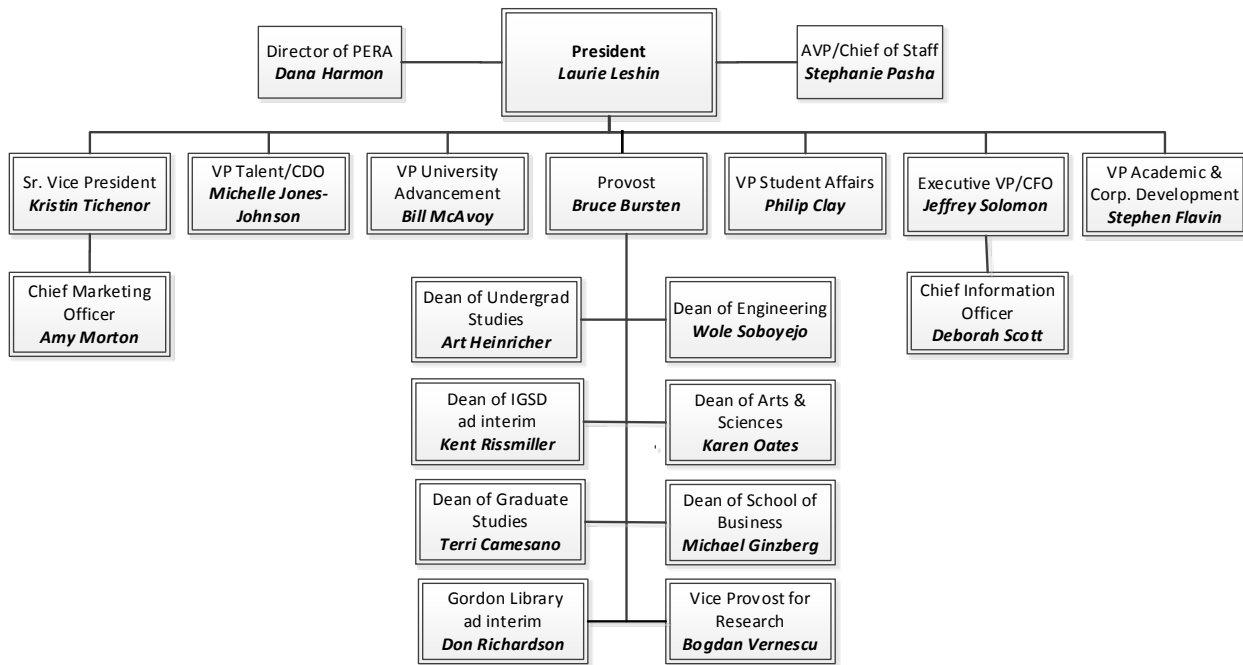 Director of PERA
Dana Harmon
President
Laurie Leshin
AVP/Chief of Staff
Stephanie Pasha
Sr. Vice President
Kristin Tichenor
VP Talent/CDO
Michelle Jones-
Johnson
VP University
Advancement
Bill McAvoy
Provost
Bruce Bursten
VP Student Affairs
Philip Clay
Executive VP/CFO
Jeffrey Solomon
VP Academic &
Corp. Development
Stephen Flavin
Chief Marketing
Officer
Amy Morton
Dean of Undergrad
Studies
Art Heinricher
Dean of Engineering
Wole Soboyejo
Chief Information
Officer
Deborah Scott
Dean of IGSD
ad interim
Kent Rissmiller
Dean of Arts &
Sciences
Karen Oates
Dean of Graduate
Studies
Terri Camesano
Dean of School of
Business
Michael Ginzberg
Gordon Library
ad interim
Don Richardson
Vice Provost for
Research
Bogdan Vernescu